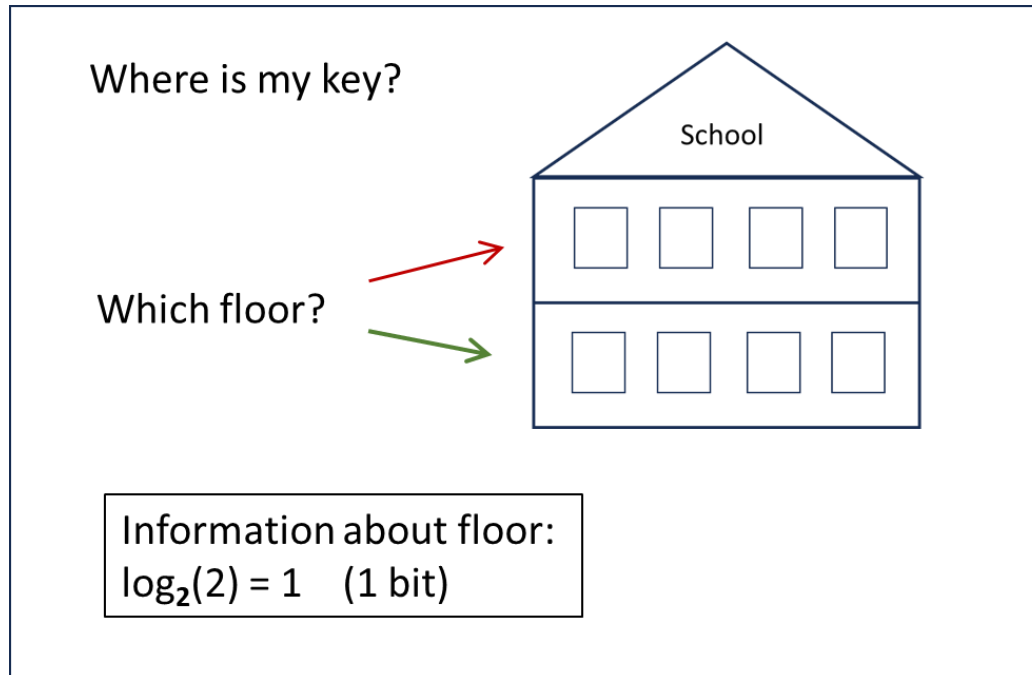 Where is my key?
School
Which floor?
Information about floor:
log₂(2) = 1 (1 bit)